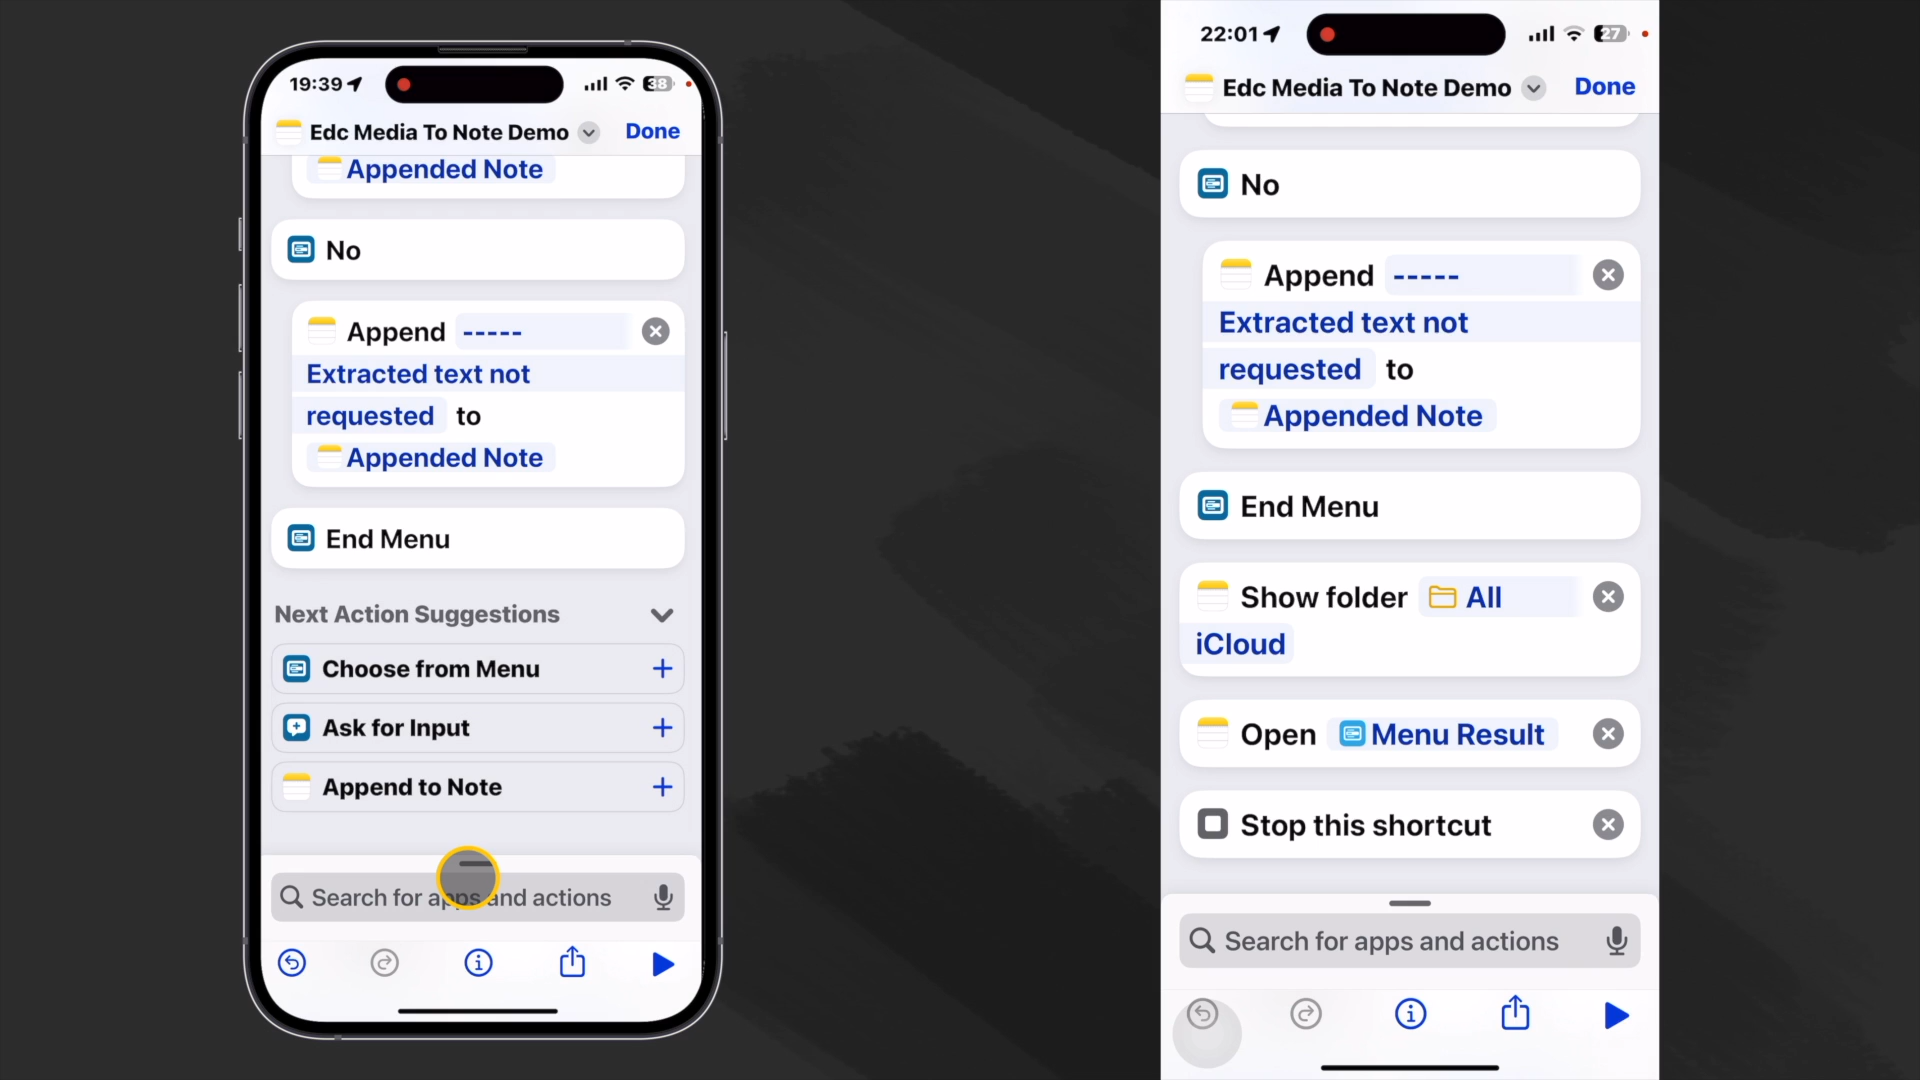 19:39
38
Edc Media To Note Demo
Done
Appended Note
No
Append -----
Extracted text not
requested to
Appended Note
End Menu
Next Action Suggestions
Choose from Menu
Ask for Input
Append to Note
Search for apps and actions
22:01
27
Edc Media To Note Demo
Done
No
Append -----
Extracted text not
requested to
Appended Note
End Menu
Show folder All
iCloud
Open Menu Result
Stop this shortcut
Search for apps and actions